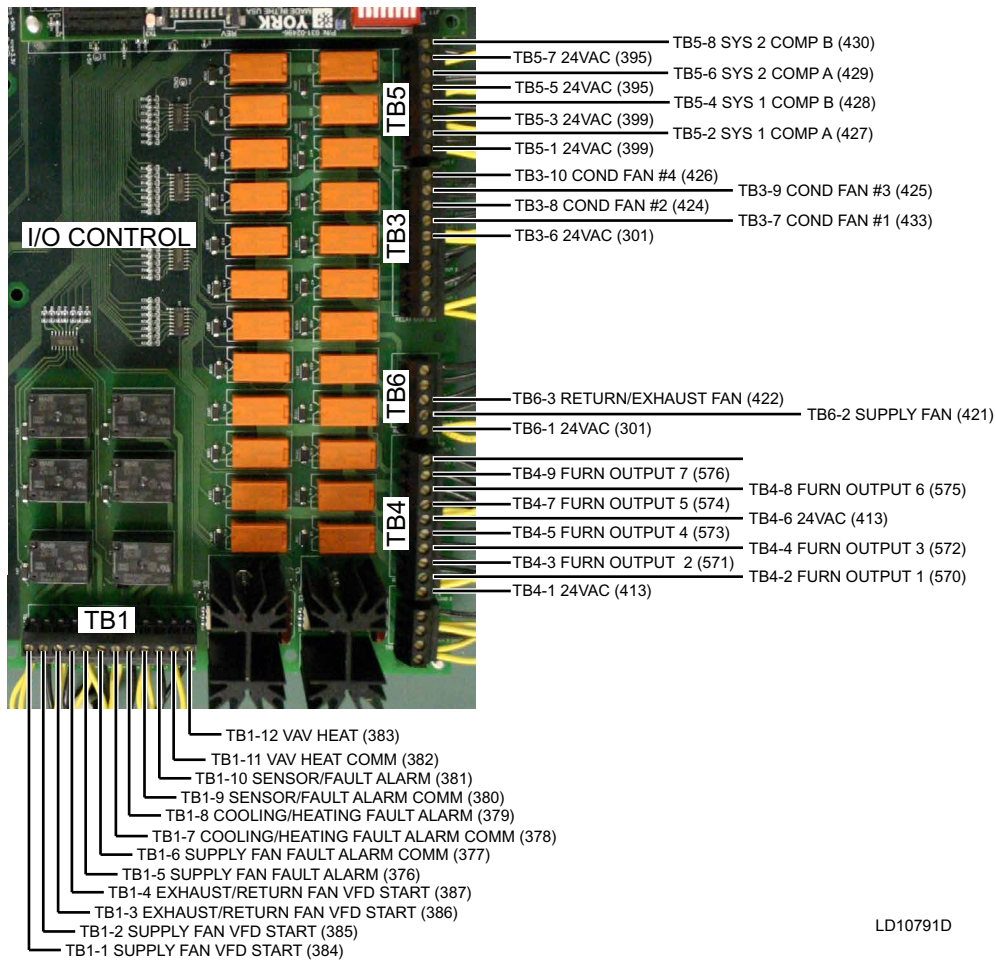 MADE IN THE USA
YORK
REV
P/N: 031-02496
TB5-8 SYS 2 COMP B (430)
TB5-7 24VAC (395)
TB5-6 SYS 2 COMP A (429)
TB5-5 24VAC (395)
TB5
TB5-4 SYS 1 COMP B (428)
TB5-3 24VAC (399)
TB5-2 SYS 1 COMP A (427)
TB5-1 24VAC (399)
TB3-10 COND FAN #4 (426)
TB3-9 COND FAN #3 (425)
TB3-8 COND FAN #2 (424)
TB3
TB3-7 COND FAN #1 (433)
I/O CONTROL
TB3-6 24VAC (301)
TB6
TB6-3 RETURN/EXHAUST FAN (422)
TB6-2 SUPPLY FAN (421)
TB6-1 24VAC (301)
TB4-9 FURN OUTPUT 7 (576)
TB4-8 FURN OUTPUT 6 (575)
TB4-7 FURN OUTPUT 5 (574)
TB4
TB4-6 24VAC (413)
TB4-5 FURN OUTPUT 4 (573)
TB4-4 FURN OUTPUT 3 (572)
TB4-3 FURN OUTPUT 2 (571)
TB4-2 FURN OUTPUT 1 (570)
TB4-1 24VAC (413)
TB1
TB1-12 VAV HEAT (383)
TB1-11 VAV HEAT COMM (382)
TB1-10 SENSOR/FAULT ALARM (381)
TB1-9 SENSOR/FAULT ALARM COMM (380)
TB1-8 COOLING/HEATING FAULT ALARM (379)
TB1-7 COOLING/HEATING FAULT ALARM COMM (378)
TB1-6 SUPPLY FAN FAULT ALARM COMM (377)
TB1-5 SUPPLY FAN FAULT ALARM (376)
TB1-4 EXHAUST/RETURN FAN VFD START (387)
TB1-3 EXHAUST/RETURN FAN VFD START (386)
TB1-2 SUPPLY FAN VFD START (385)
TB1-1 SUPPLY FAN VFD START (384)
LD10791D